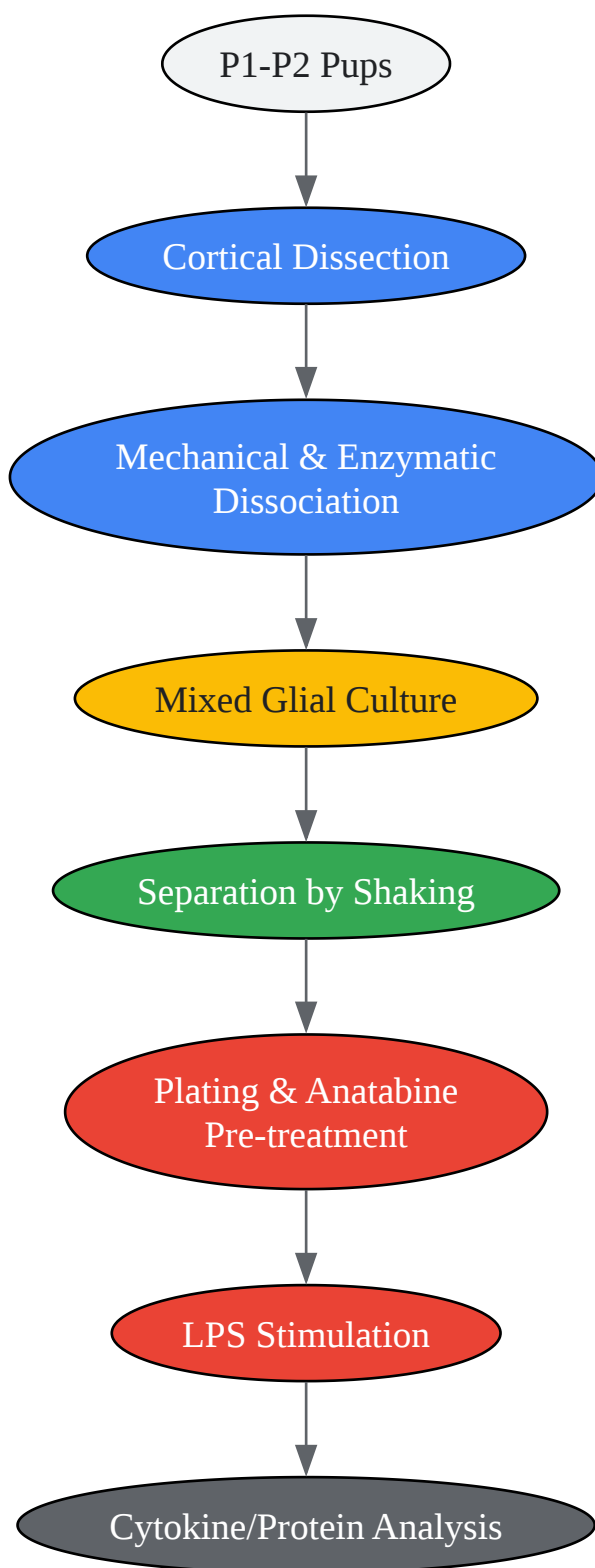 P1-P2 Pups
Cortical Dissection
Mechanical & Enzymatic
Dissociation
Mixed Glial Culture
Separation by Shaking
Plating & Anatabine
Pre-treatment
LPS Stimulation
Cytokine/Protein Analysis